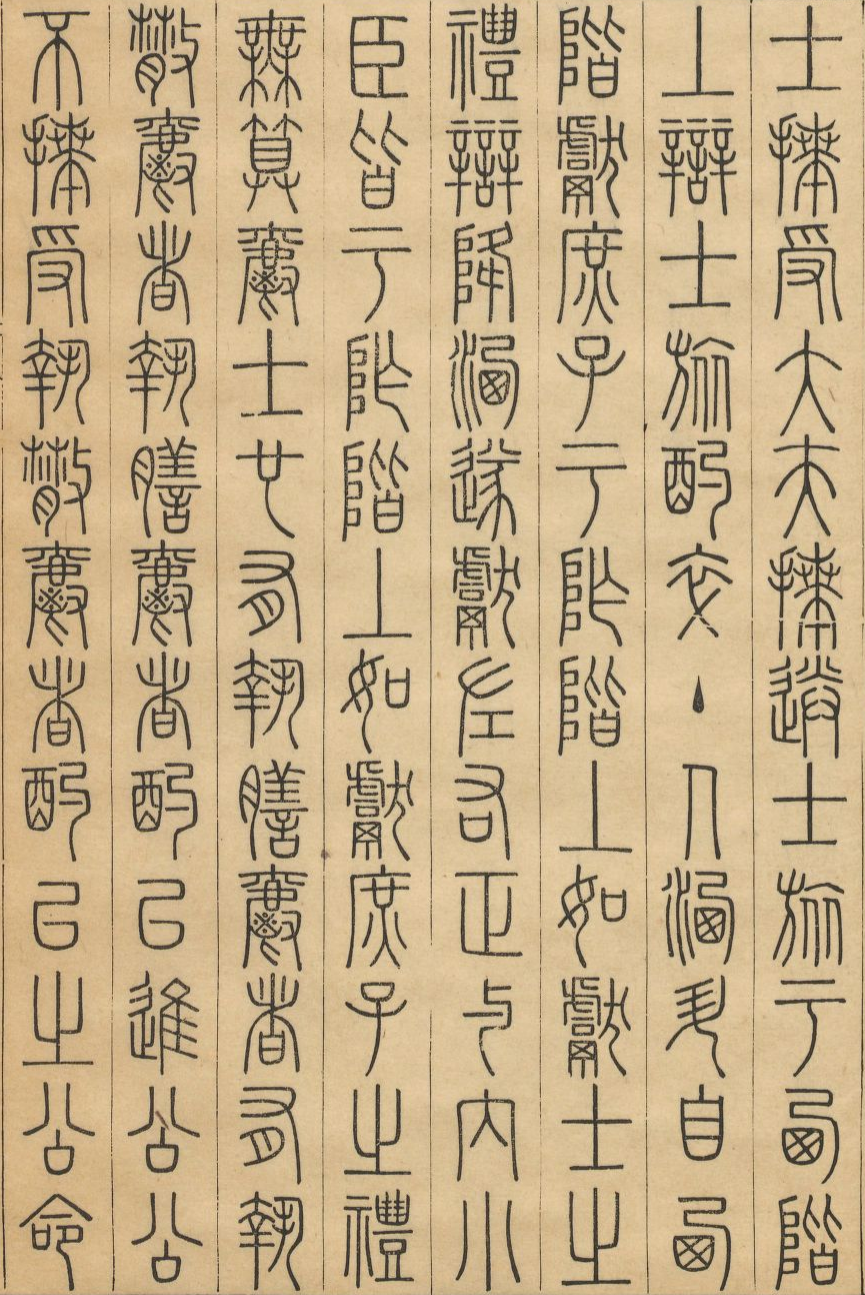 士拜受大夫拜送士旅于西階
上辯士旅酌卒主人洗升自西
階獻庶子于阼階上如獻士之
禮辯降洗遂獻左右正与內小
臣皆于阼階上如獻庶子之禮
無算爵士也有執膳爵者有執
散爵者執膳爵者酌以進公公
不拜受執散爵者酌以之公命